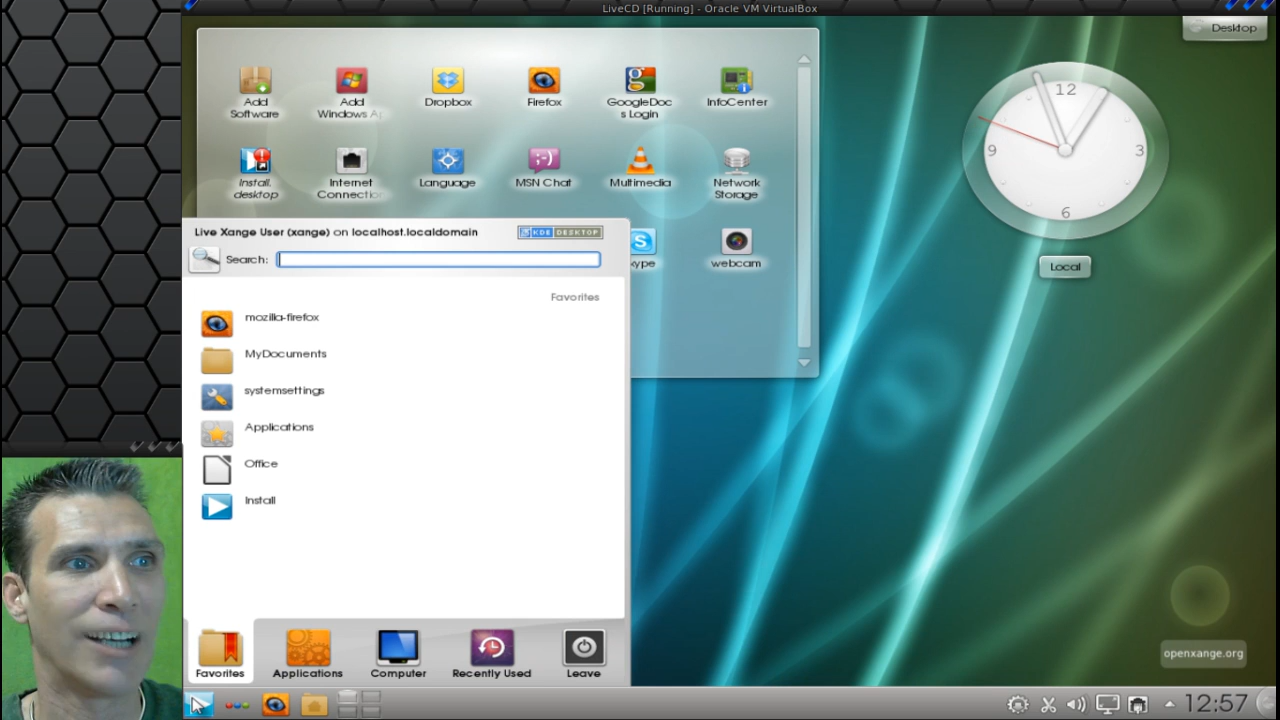 LiveCD [Running] - Oracle VM VirtualBox
Desktop
Add
Software
Add
Windows Ap
Dropbox
Firefox
GoogleDoc
s Login
InfoCenter
Install.
desktop
Internet
Connectio
Language
MSN Chat
Multimedia
Network
Storage
kype
webcam
12
3
6
9
Local
Live Xange User (xange) on localhost.localdomain
KDE DESKTOP
Search:
Favorites
mozilla-firefox
MyDocuments
systemsettings
Applications
Office
Install
Favorites
Applications
Computer
Recently Used
Leave
openxange.org
12:57